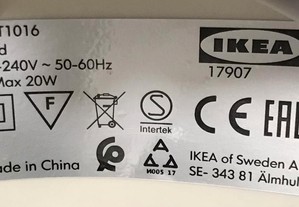 T1016
d
-240V ~ 50-60Hz
Max 20W
IKEA
17907
F
S
Intertek
CE EAC
ade in China
IKEA of Sweden A
SE- 343 81 Älmhul